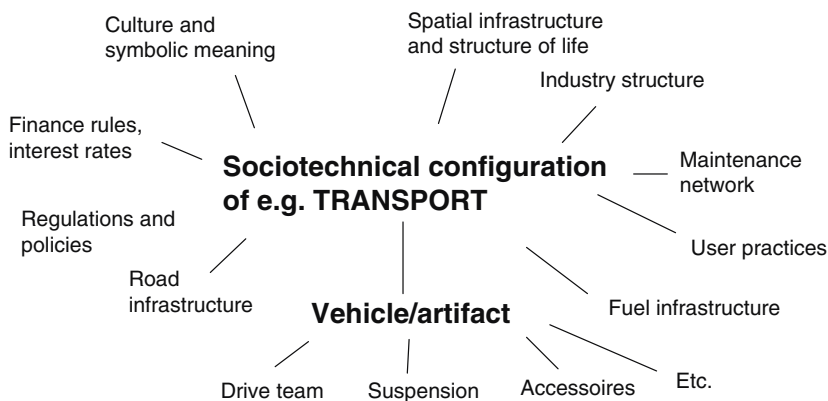 Culture and
symbolic meaning
Spatial infrastructure
and structure of life
Industry structure
Finance rules,
interest rates
Sociotechnical configuration
of e.g. TRANSPORT
Maintenance
network
Regulations and
policies
User practices
Road
infrastructure
Vehicle/artifact
Fuel infrastructure
Drive team
Suspension
Accessoires
Etc.